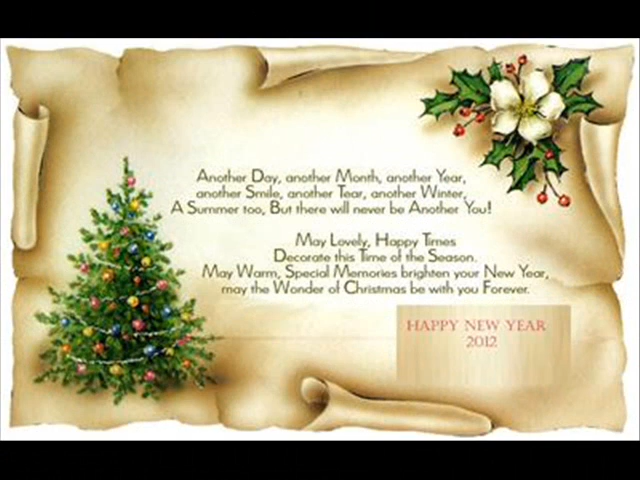 Another Day, another Month, another Year,
another Smile, another Tear, another Winter,
A Summer too, But there will never be Another You!
May Lovely, Happy Times
Decorate this Time of the Season.
May Warm, Special Memories brighten your New Year,
may the Wonder of Christmas be with you Forever.
HAPPY NEW YEAR
2012